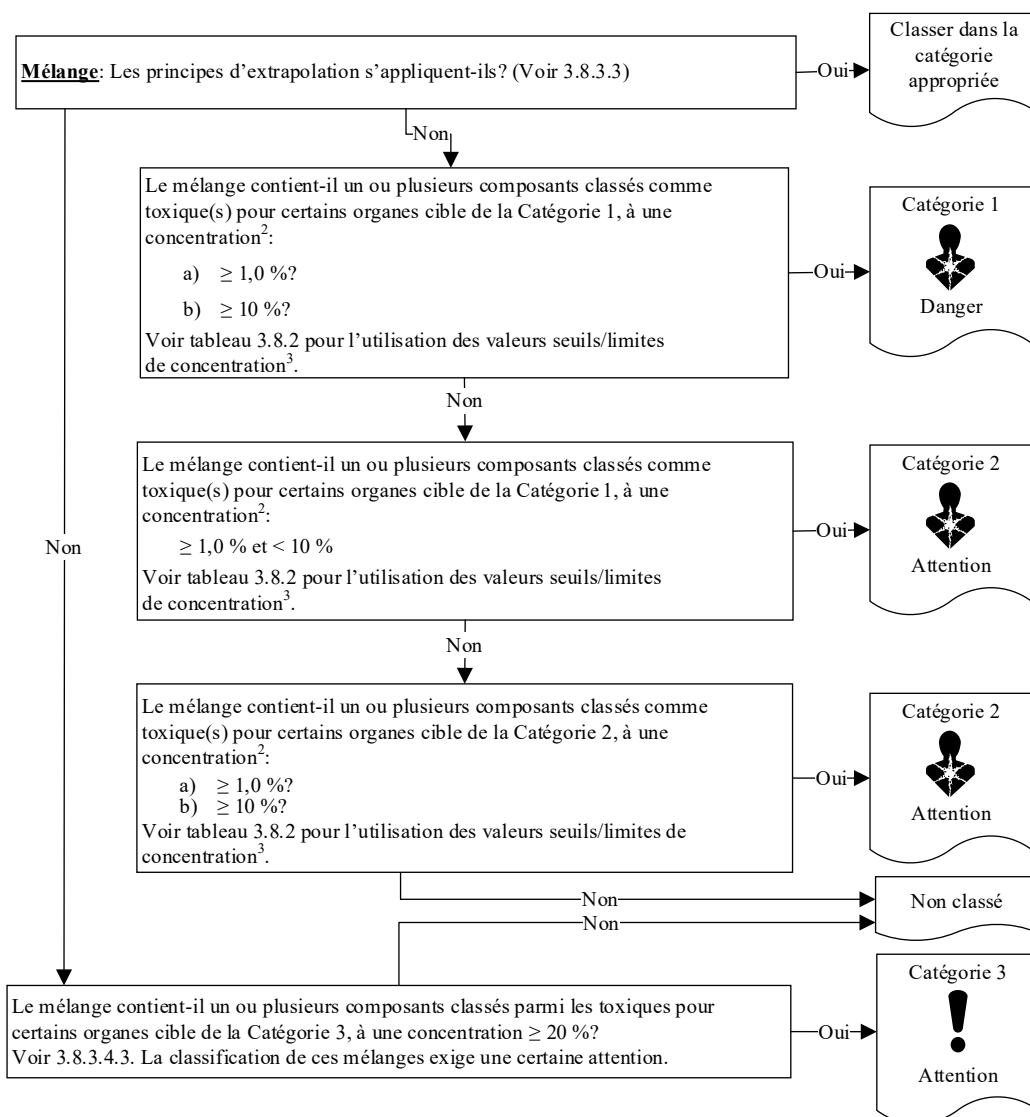 Classer dans la
catégorie
appropriée
Mélange: Les principes d’extrapolation s’appliquent-ils? (Voir 3.8.3.3)
Oui
Non
Le mélange contient-il un ou plusieurs composants classés comme
toxique(s) pour certains organes cible de la Catégorie 1, à une
concentration²:
a) ≥ 1,0 %?
b) ≥ 10 %?
Voir tableau 3.8.2 pour l’utilisation des valeurs seuils/limites
de concentration³.
Oui
Catégorie 1
Danger
Non
Le mélange contient-il un ou plusieurs composants classés comme
toxique(s) pour certains organes cible de la Catégorie 1, à une
concentration²:
≥ 1,0 % et < 10 %
Voir tableau 3.8.2 pour l’utilisation des valeurs seuils/limites
de concentration³.
Oui
Catégorie 2
Attention
Non
Non
Le mélange contient-il un ou plusieurs composants classés comme
toxique(s) pour certains organes cible de la Catégorie 2, à une
concentration²:
a) ≥ 1,0 %?
b) ≥ 10 %?
Voir tableau 3.8.2 pour l’utilisation des valeurs seuils/limites de
concentration³.
Oui
Catégorie 2
Attention
Non
Non
Non classé
Le mélange contient-il un ou plusieurs composants classés parmi les toxiques pour
certains organes cible de la Catégorie 3, à une concentration ≥ 20 %?
Voir 3.8.3.4.3. La classification de ces mélanges exige une certaine attention.
Oui
Catégorie 3
Attention